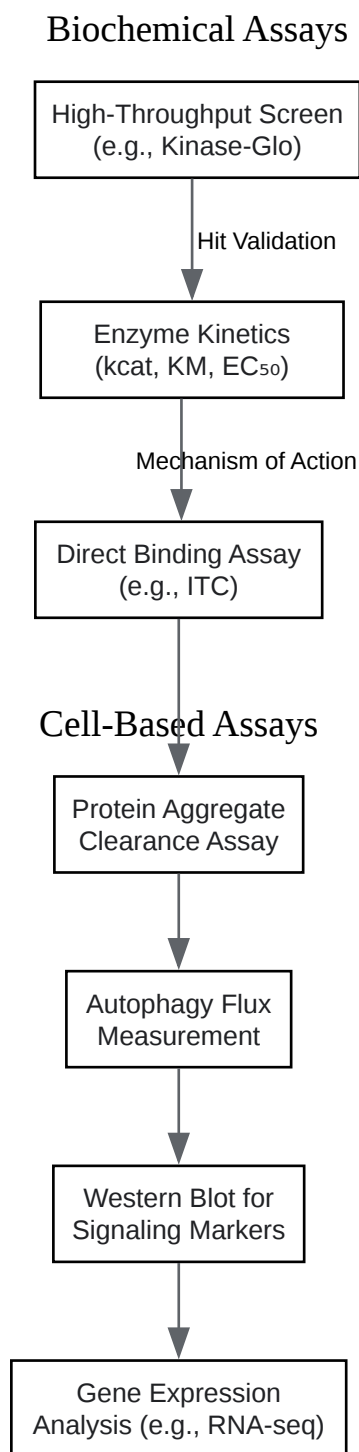 Biochemical Assays
High-Throughput Screen
(e.g., Kinase-Glo)
Hit Validation
Enzyme Kinetics
(kcat, KM, EC₅₀)
Mechanism of Action
Direct Binding Assay
(e.g., ITC)
Cell-Based Assays
Protein Aggregate
Clearance Assay
Autophagy Flux
Measurement
Western Blot for
Signaling Markers
Gene Expression
Analysis (e.g., RNA-seq)